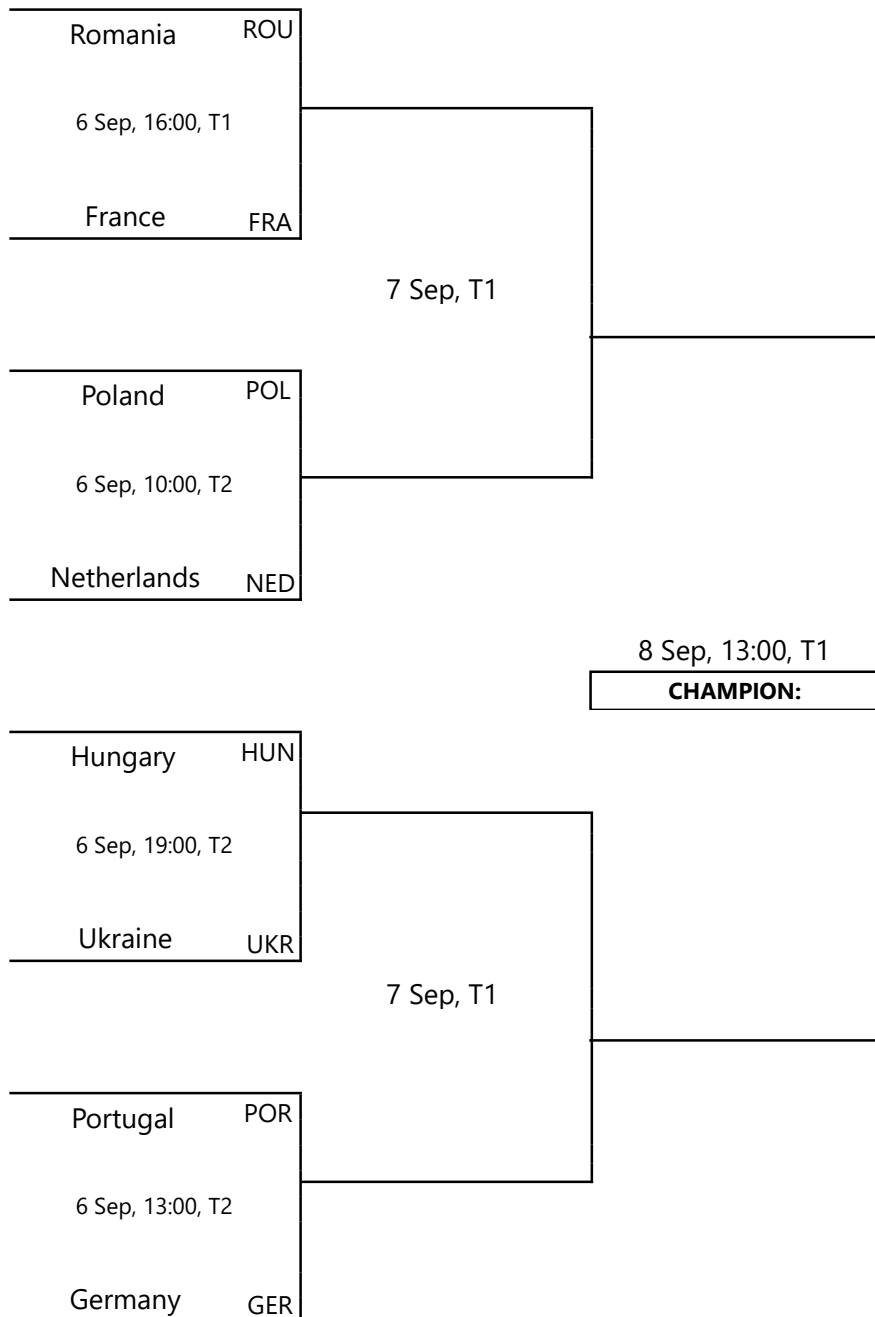 Romania ROU
6 Sep, 16:00, T1
France FRA
7 Sep, T1
Poland POL
6 Sep, 10:00, T2
Netherlands NED
8 Sep, 13:00, T1
CHAMPION:
Hungary HUN
6 Sep, 19:00, T2
Ukraine UKR
7 Sep, T1
Portugal POR
6 Sep, 13:00, T2
Germany GER